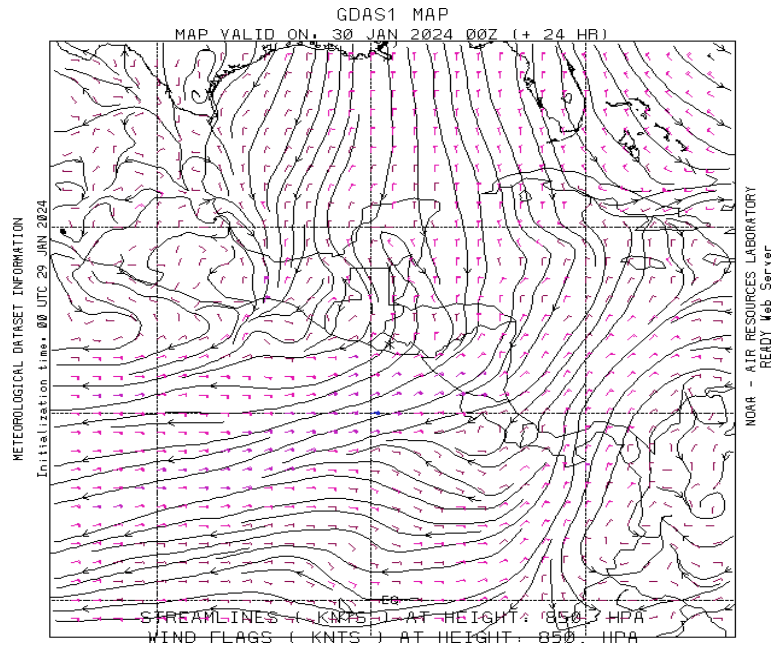 GDAS1 MAP
MAP VALID ON: 30 JAN 2024 00Z (+ 24 HR)
METEOROLOGICAL DATASET INFORMATION
Initialization time: 00 UTC 29 JAN 2024
NOAA - AIR RESOURCES LABORATORY
READY Web Server
EQ
STREAMLINES ( KNTS ) AT HEIGHT: 850. HPA
WIND FLAGS ( KNTS ) AT HEIGHT: 850. HPA